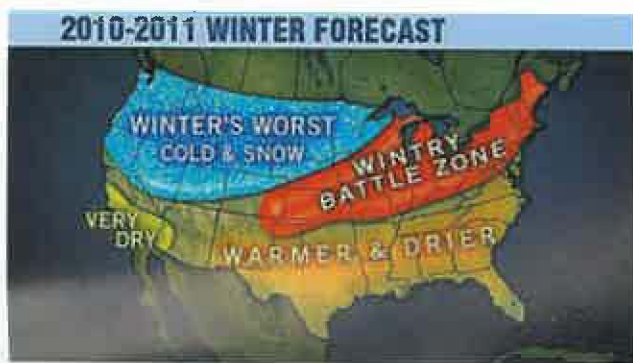 2010-2011 WINTER FORECAST
WINTER'S WORST
COLD & SNOW
WINTRY
BATTLE ZONE
VERY
DRY
WARMER & DRIER